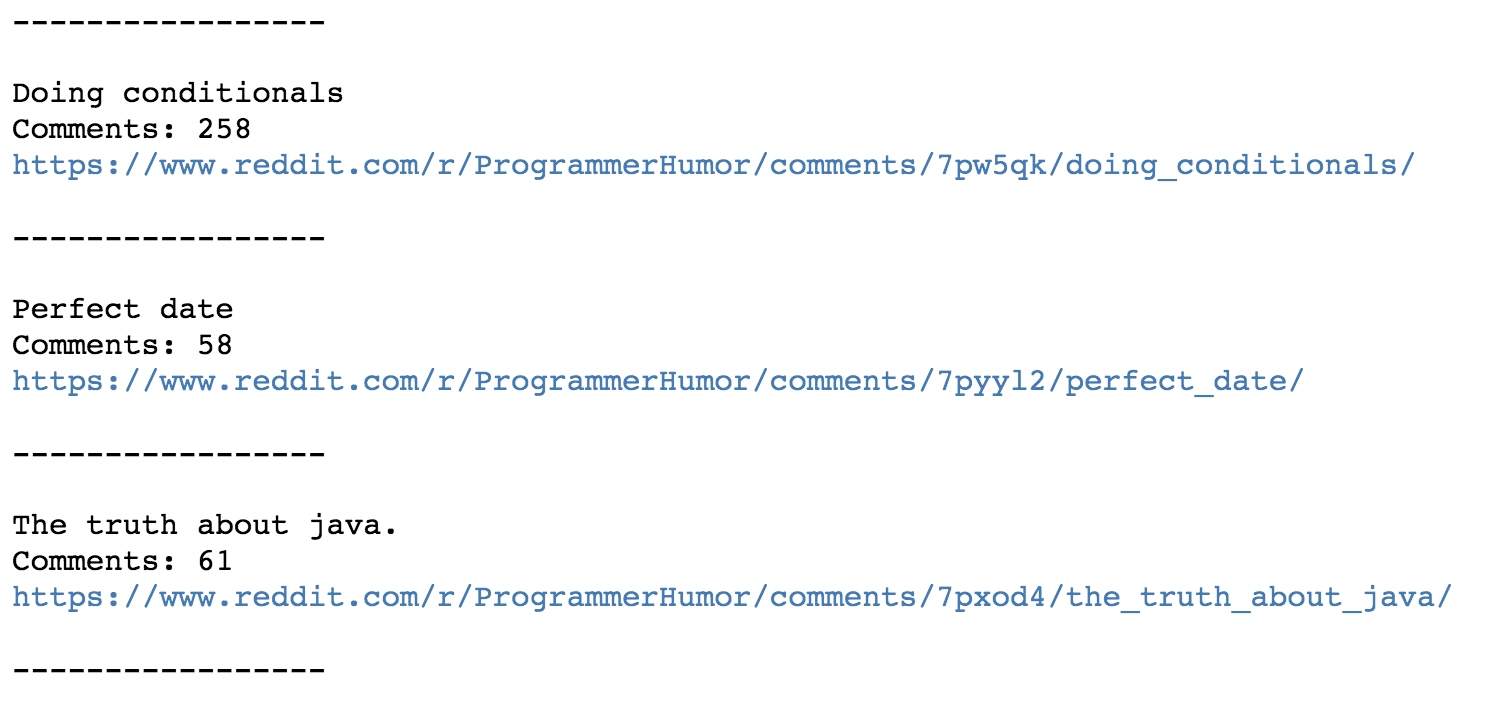 -----------------
Doing conditionals
Comments: 258
https://www.reddit.com/r/ProgrammerHumor/comments/7pw5qk/doing_conditionals/
-----------------
Perfect date
Comments: 58
https://www.reddit.com/r/ProgrammerHumor/comments/7pyyl2/perfect_date/
-----------------
The truth about java.
Comments: 61
https://www.reddit.com/r/ProgrammerHumor/comments/7pxod4/the_truth_about_java/
-----------------